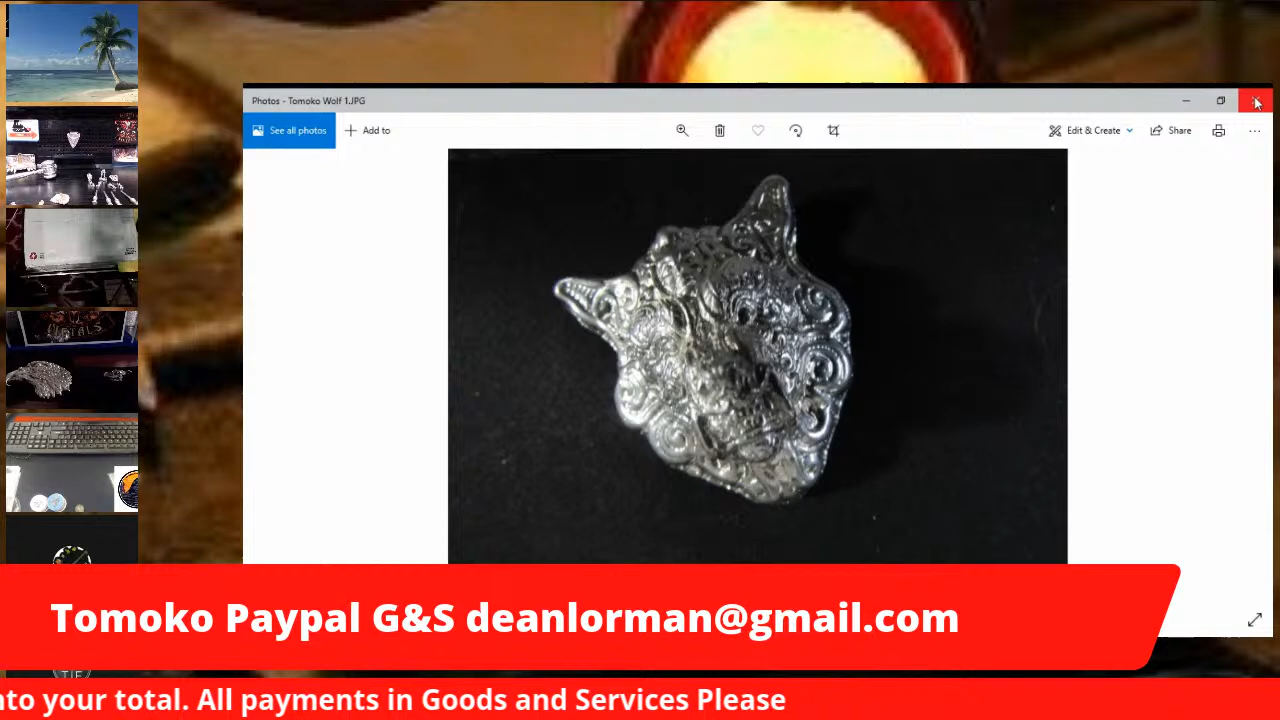 Photos - Tomoko Wolf 1.JPG
See all photos
Add to
Edit & Create
Share
METALS
Tomoko Paypal G&S deanlorman@gmail.com
nto your total. All payments in Goods and Services Please